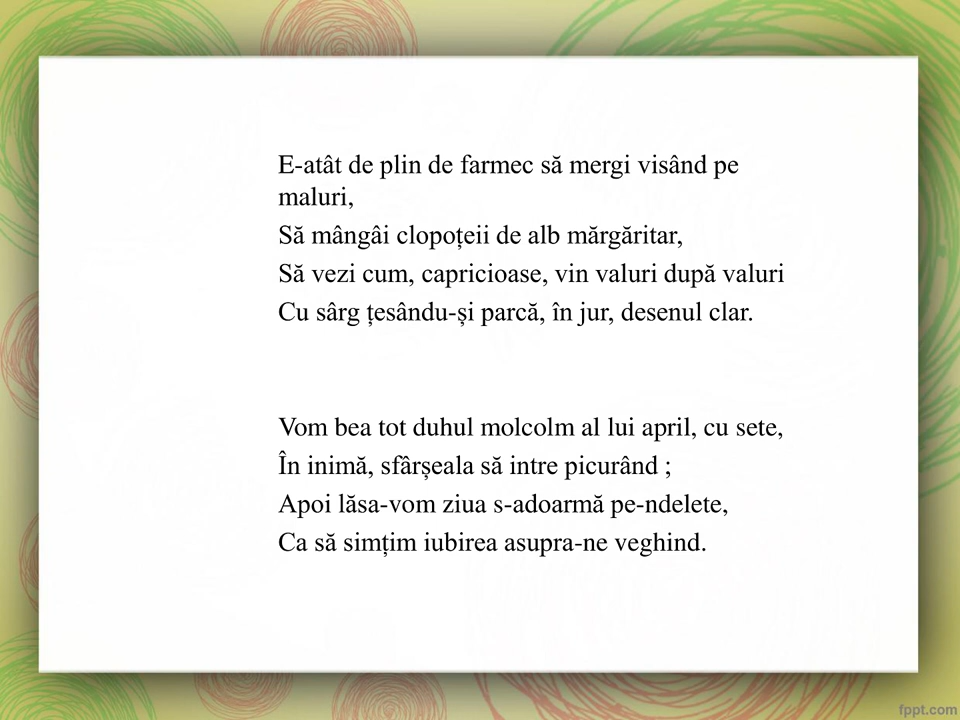 E-atât de plin de farmec să mergi visând pe
maluri,
Să mângâi clopoțeii de alb mărgăritar,
Să vezi cum, capricioase, vin valuri după valuri
Cu sârg țesându-și parcă, în jur, desenul clar.
Vom bea tot duhul molcolm al lui april, cu sete,
În inimă, sfârșeala să intre picurând ;
Apoi lăsa-vom ziua s-adoarmă pe-ndelete,
Ca să simțim iubirea asupra-ne veghind.
fppt.com